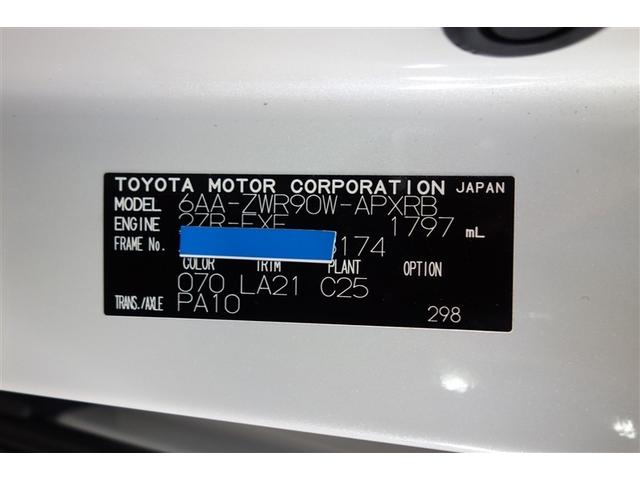 TOYOTA MOTOR CORPORATION JAPAN
MODEL 6AA-ZWR90W-APXRB
ENGINE 2ZR-FXE 1797 mL
FRAME No. 174
COLOR TRIM PLANT OPTION
070 LA21 C25
TRANS./AXLE PA10
298